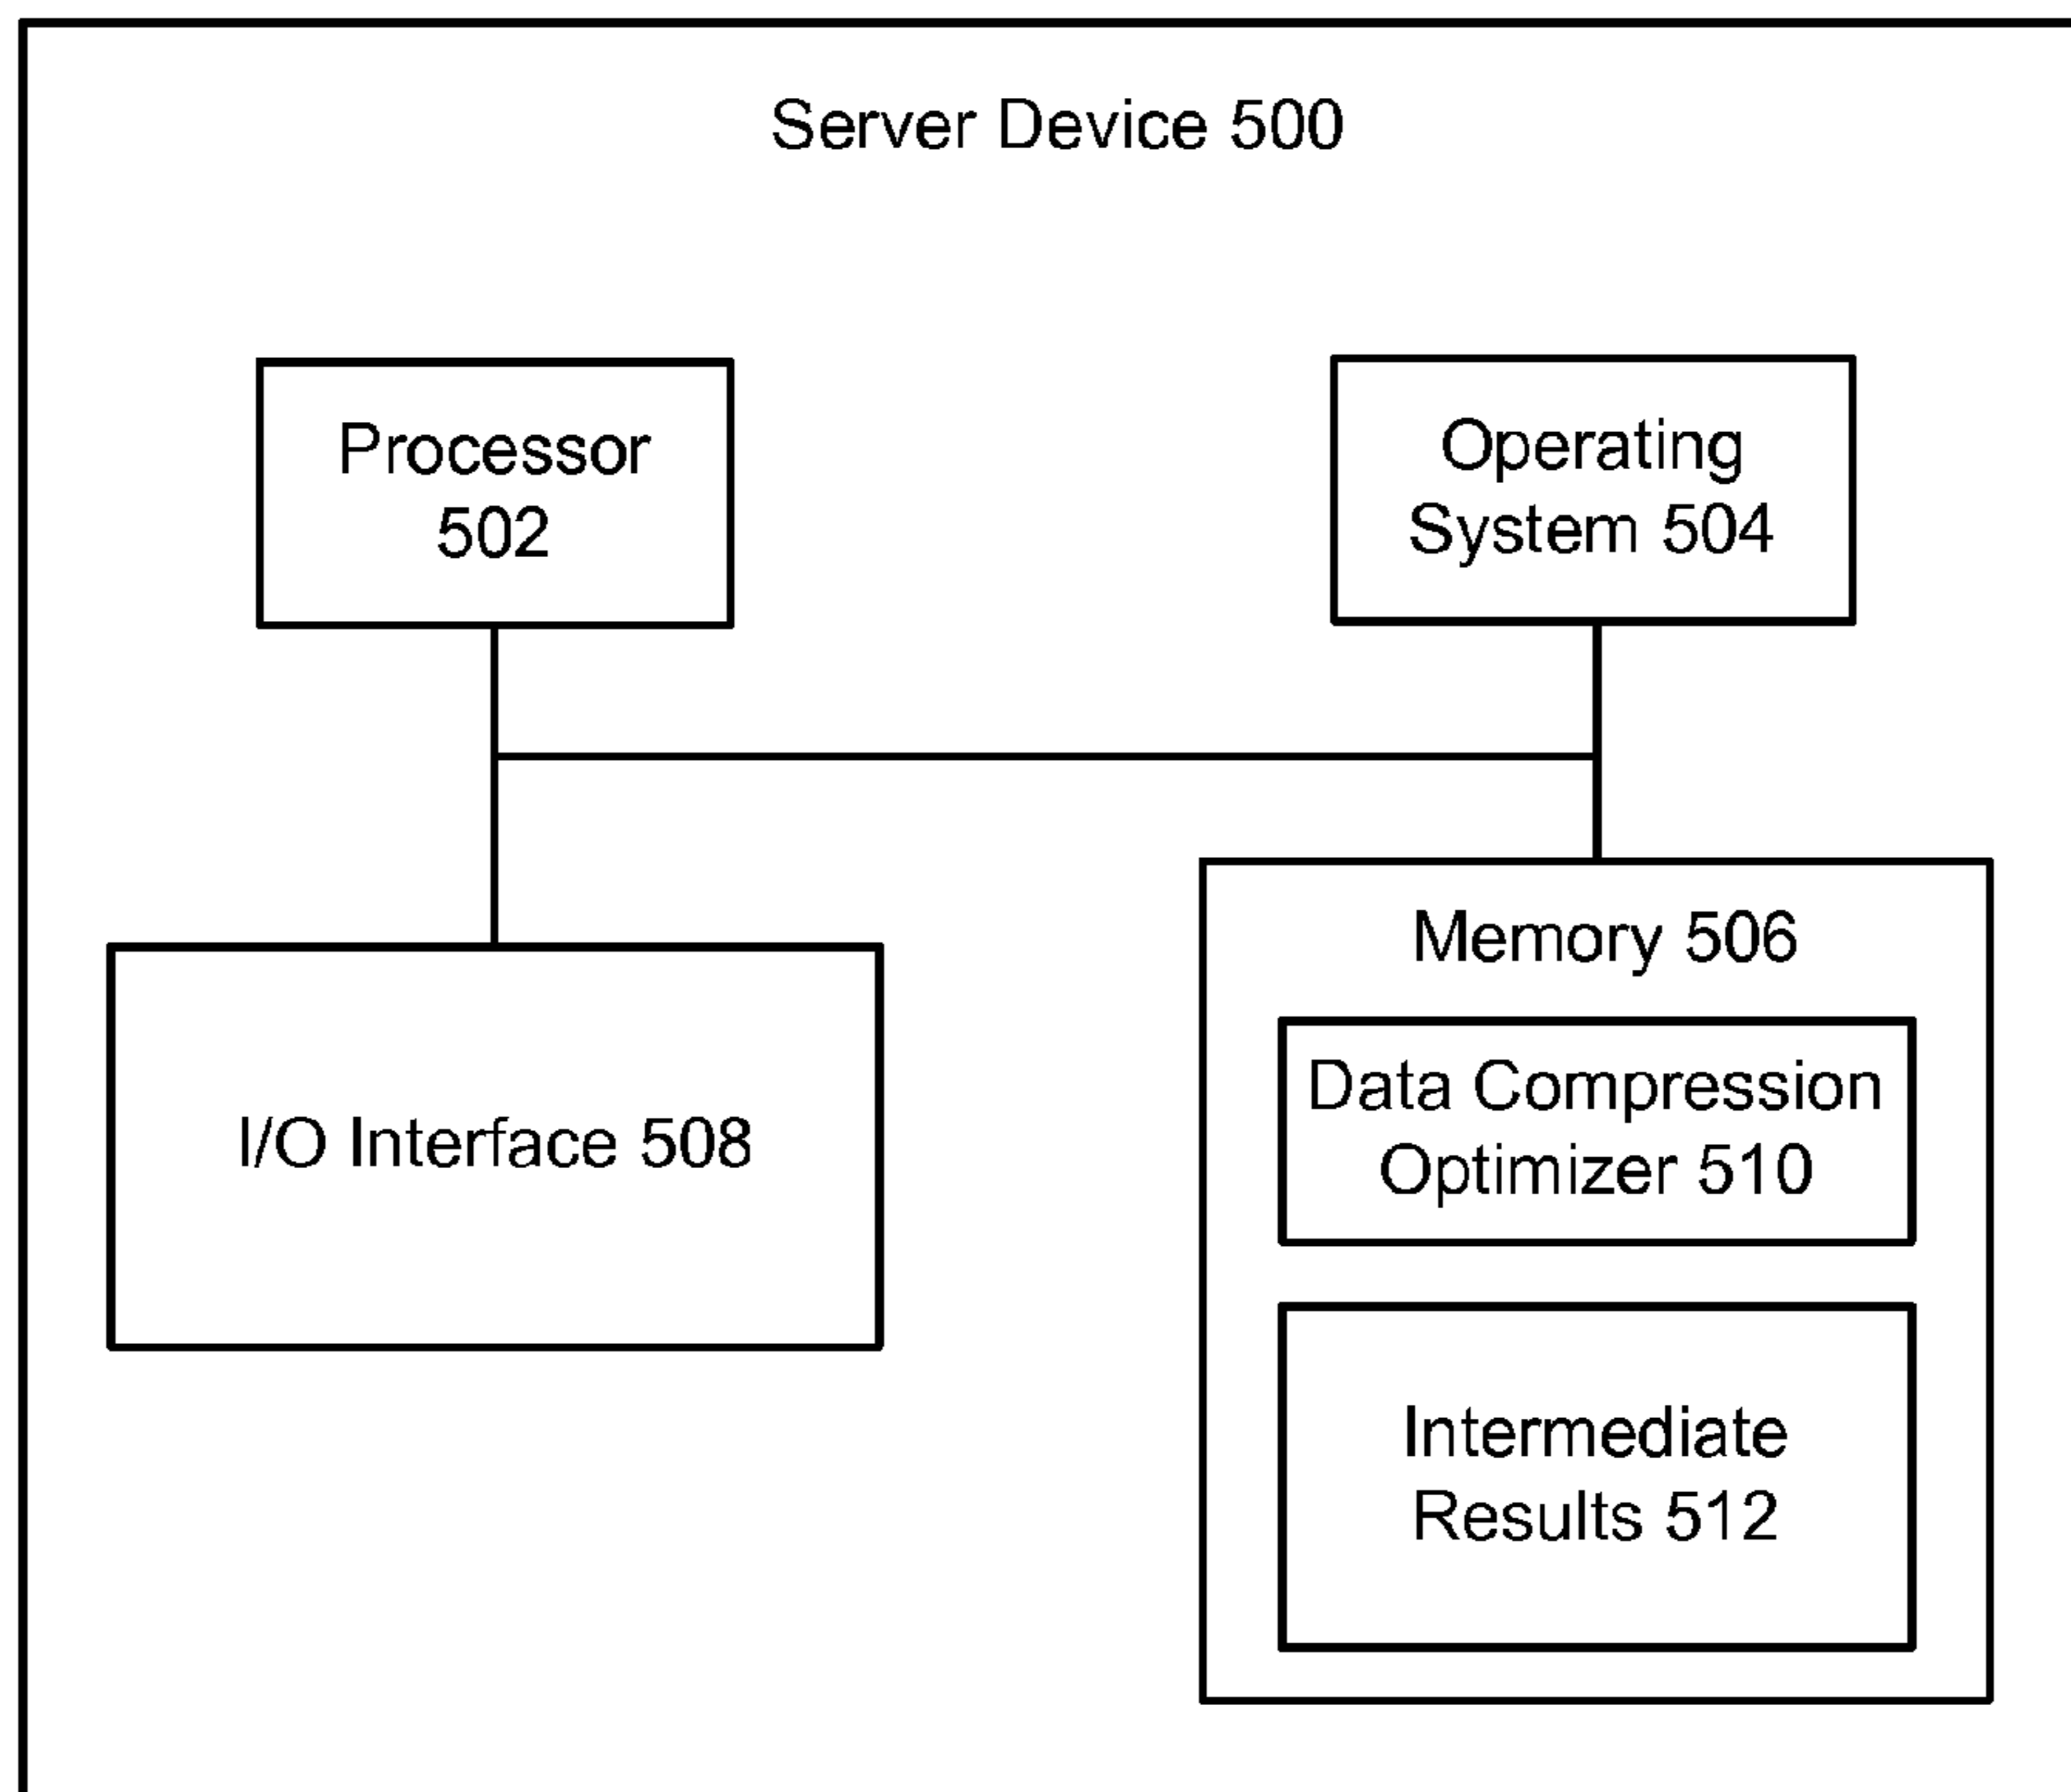 Server Device 500
Processor
502
Operating
System 504
I/O Interface 508
Memory 506
Data Compression
Optimizer 510
Intermediate
Results 512